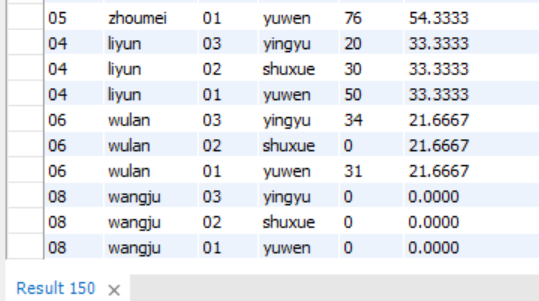 05 zhoumei 01 yuwen 76 54.3333
04 liyun 03 yingyu 20 33.3333
04 liyun 02 shuxue 30 33.3333
04 liyun 01 yuwen 50 33.3333
06 wulan 03 yingyu 34 21.6667
06 wulan 02 shuxue 0 21.6667
06 wulan 01 yuwen 31 21.6667
08 wangju 03 yingyu 0 0.0000
08 wangju 02 shuxue 0 0.0000
08 wangju 01 yuwen 0 0.0000
Result 150 ×